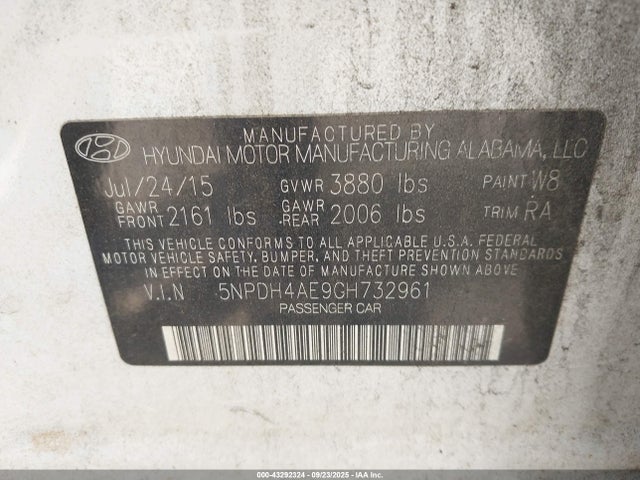 MANUFACTURED BY
HYUNDAI MOTOR MANUFACTURING ALABAMA, LLC
Jul/24/15 GVWR 3880 lbs PAINT W8
GAWR FRONT 2161 lbs GAWR -REAR 2006 lbs TRIM RA
THIS VEHICLE CONFORMS TO ALL APPLICABLE U.S.A. FEDERAL
MOTOR VEHICLE SAFETY, BUMPER, AND THEFT PREVENTION STANDARDS
IN EFFECT ON THE DATE OF MANUFACTURE SHOWN ABOVE
V.I.N 5NPDH4AE9GH732961
PASSENGER CAR
000-43292324 | 09/23/2025 | IAA Inc.